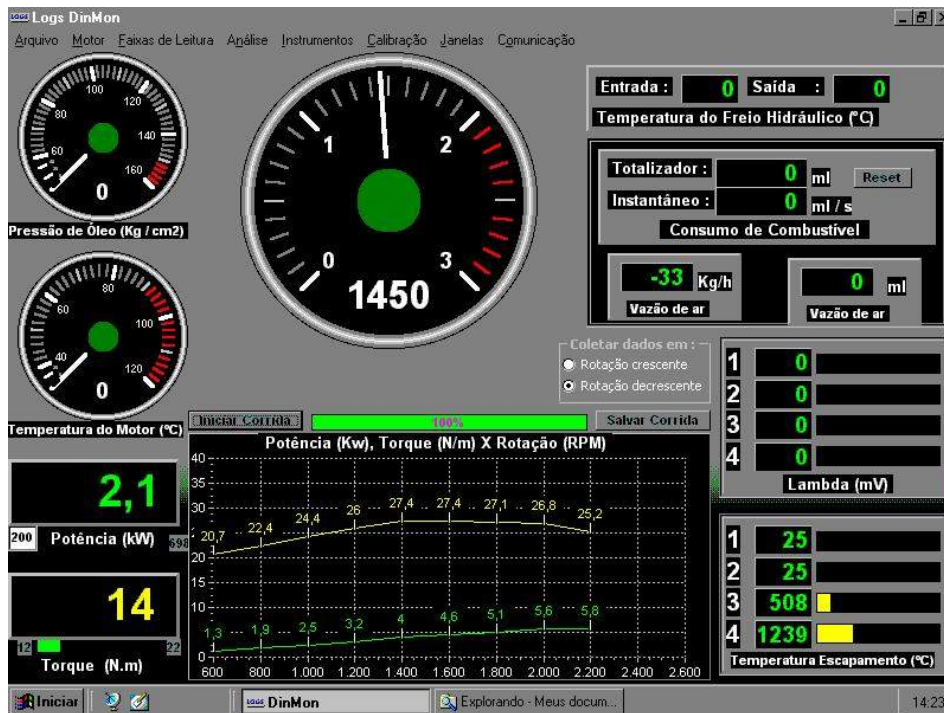 LOGS Logs DinMon
Arquivo Motor Faixas de Leitura Análise Instrumentos Calibração Janelas Comunicação
60 80 100 120 140 160
0
Pressão de Óleo (Kg / cm2)
40 60 80 100 120
0
Temperatura do Motor (ºC)
0 1 2 3
1450
Entrada : 0 Saída : 0
Temperatura do Freio Hidráulico (ºC)
Totalizador : 0 ml Reset
Instantâneo : 0 ml / s
Consumo de Combustível
-33 Kg/h
Vazão de ar
0 ml
Vazão de ar
Coletar dados em :
Rotação crescente
Rotação decrescente
Iniciar Corrida 100% Salvar Corrida
1 0
2 0
3 0
4 0
Lambda (mV)
2,1
200 Potência (kW) 698
14
12 22
Torque (N.m)
Potência (Kw), Torque (N/m) X Rotação (RPM)
40
35
30
25
20
15
10
5
0
20,7 22,4 24,4 26 27,4 27,4 27,1 26,8 25,2
1,3 1,9 2,5 3,2 4 4,6 5,1 5,6 5,8
600 800 1.000 1.200 1.400 1.600 1.800 2.000 2.200 2.400 2.600
1 25
2 25
3 508
4 1239
Temperatura Escapamento (ºC)
Iniciar LOGS DinMon Explorando - Meus docum... 14:23